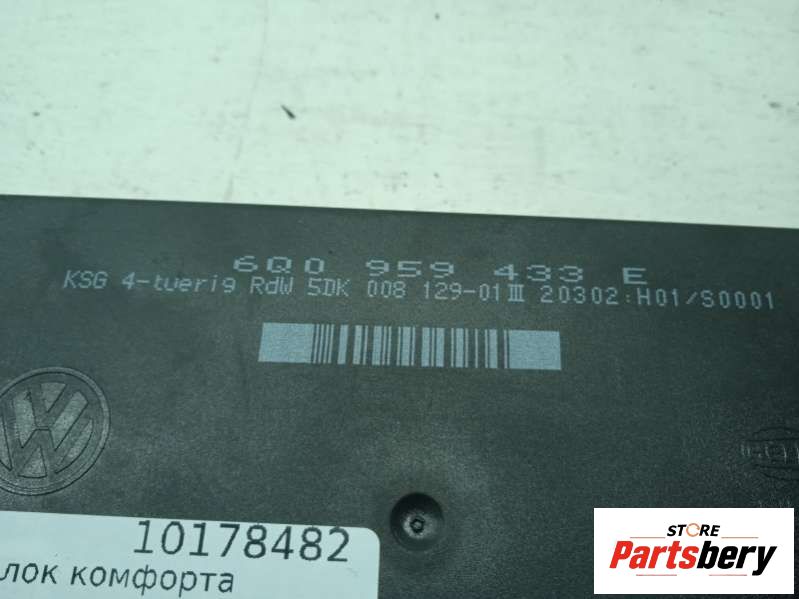 6Q0 959 433 E
KSG 4-tuerig RdW 5DK 008 129-01 III 20302:H01/S0001
10178482
лок комфорта
STORE
Partsbery